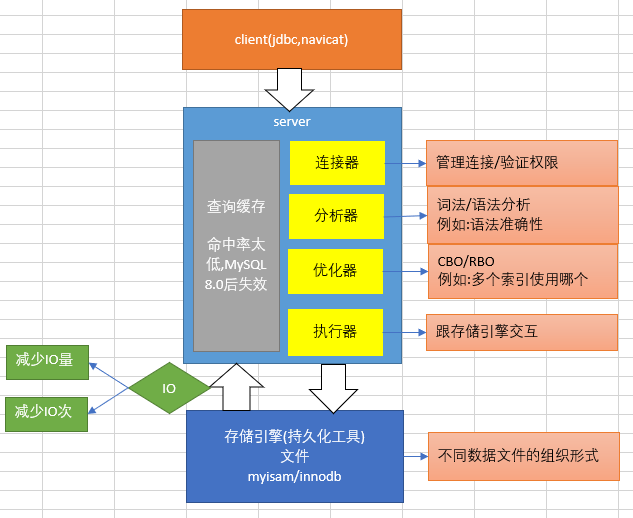 client(jdbc,navicat)
server
查询缓存
命中率太
低,MySQL
8.0后失效
连接器
管理连接/验证权限
分析器
词法/语法分析
例如:语法准确性
优化器
CBO/RBO
例如:多个索引使用哪个
执行器
跟存储引擎交互
减少IO量
IO
减少IO次
存储引擎(持久化工具)
文件
myisam/innodb
不同数据文件的组织形式